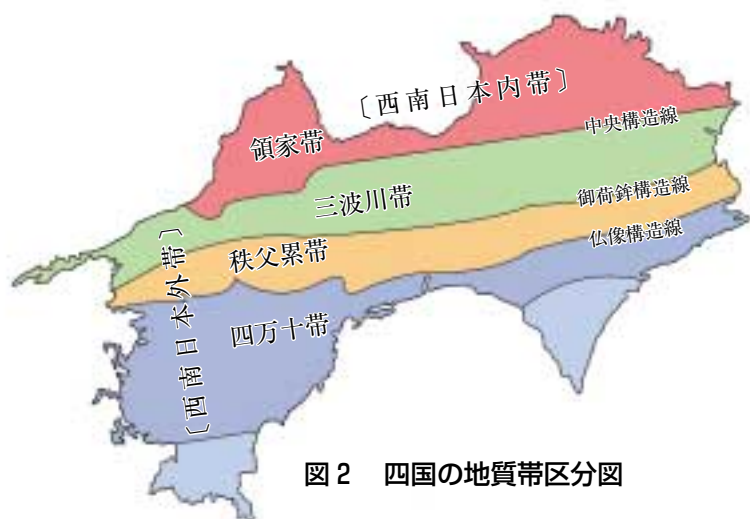 〔西南日本内帯〕
領家帯
中央構造線
三波川帯
御荷鉾構造線
秩父累帯
仏像構造線
四万十帯
〔西南日本外帯〕
図2 四国の地質帯区分図